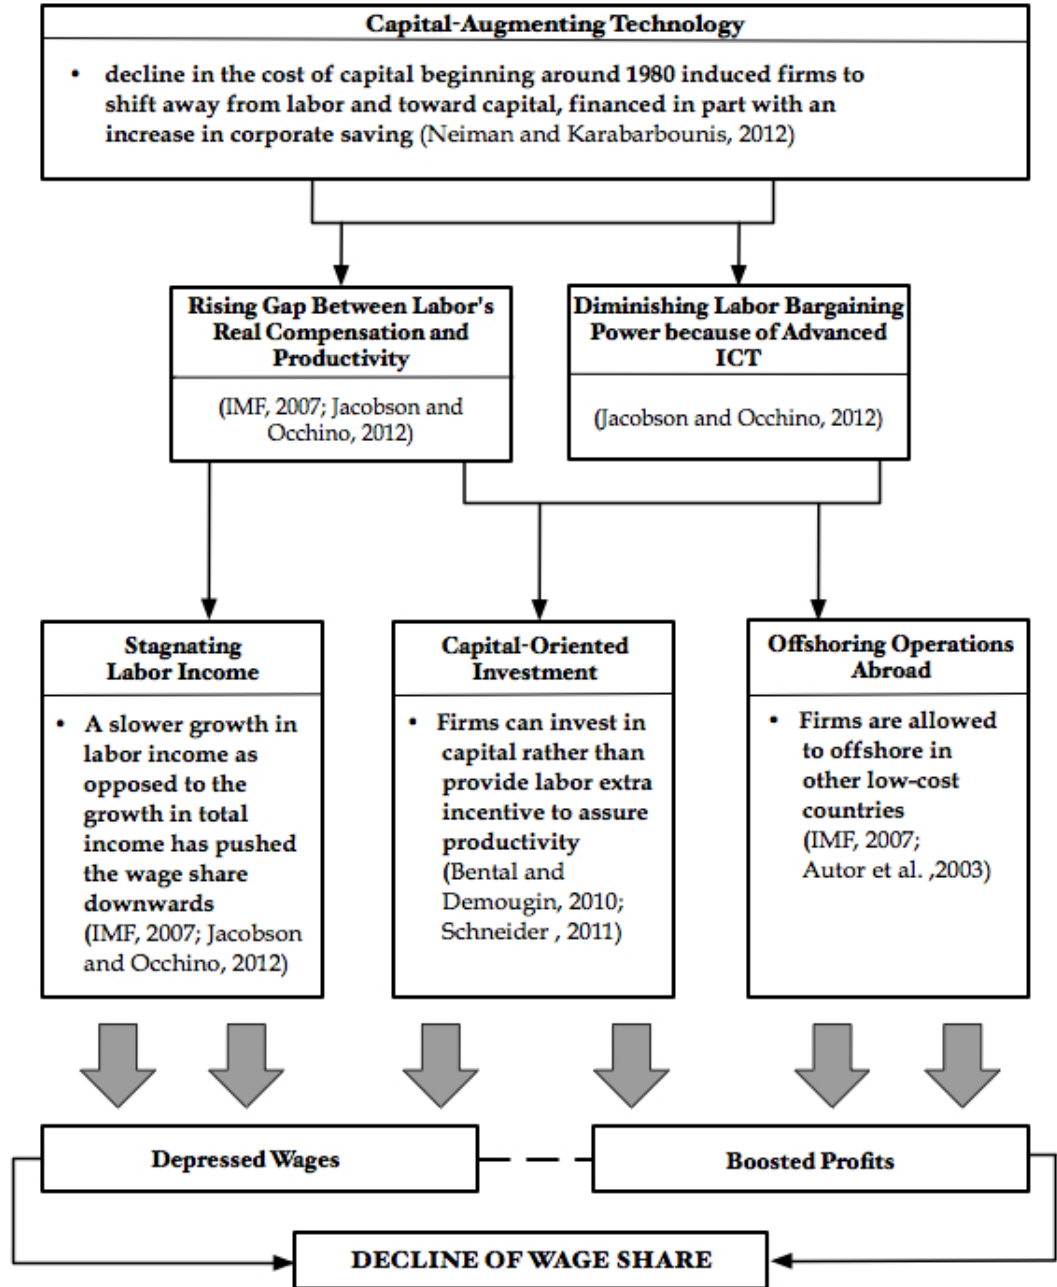 Capital-Augmenting Technology
• decline in the cost of capital beginning around 1980 induced firms to
shift away from labor and toward capital, financed in part with an
increase in corporate saving (Neiman and Karabarbounis, 2012)
Rising Gap Between Labor's
Real Compensation and
Productivity
(IMF, 2007; Jacobson and
Occhino, 2012)
Diminishing Labor Bargaining
Power because of Advanced
ICT
(Jacobson and Occhino, 2012)
Stagnating
Labor Income
• A slower growth in
labor income as
opposed to the
growth in total
income has pushed
the wage share
downwards
(IMF, 2007; Jacobson
and Occhino, 2012)
Capital-Oriented
Investment
• Firms can invest in
capital rather than
provide labor extra
incentive to assure
productivity
(Bental and
Demougin, 2010;
Schneider , 2011)
Offshoring Operations
Abroad
• Firms are allowed
to offshore in
other low-cost
countries
(IMF, 2007;
Autor et al. ,2003)
Depressed Wages
Boosted Profits
DECLINE OF WAGE SHARE